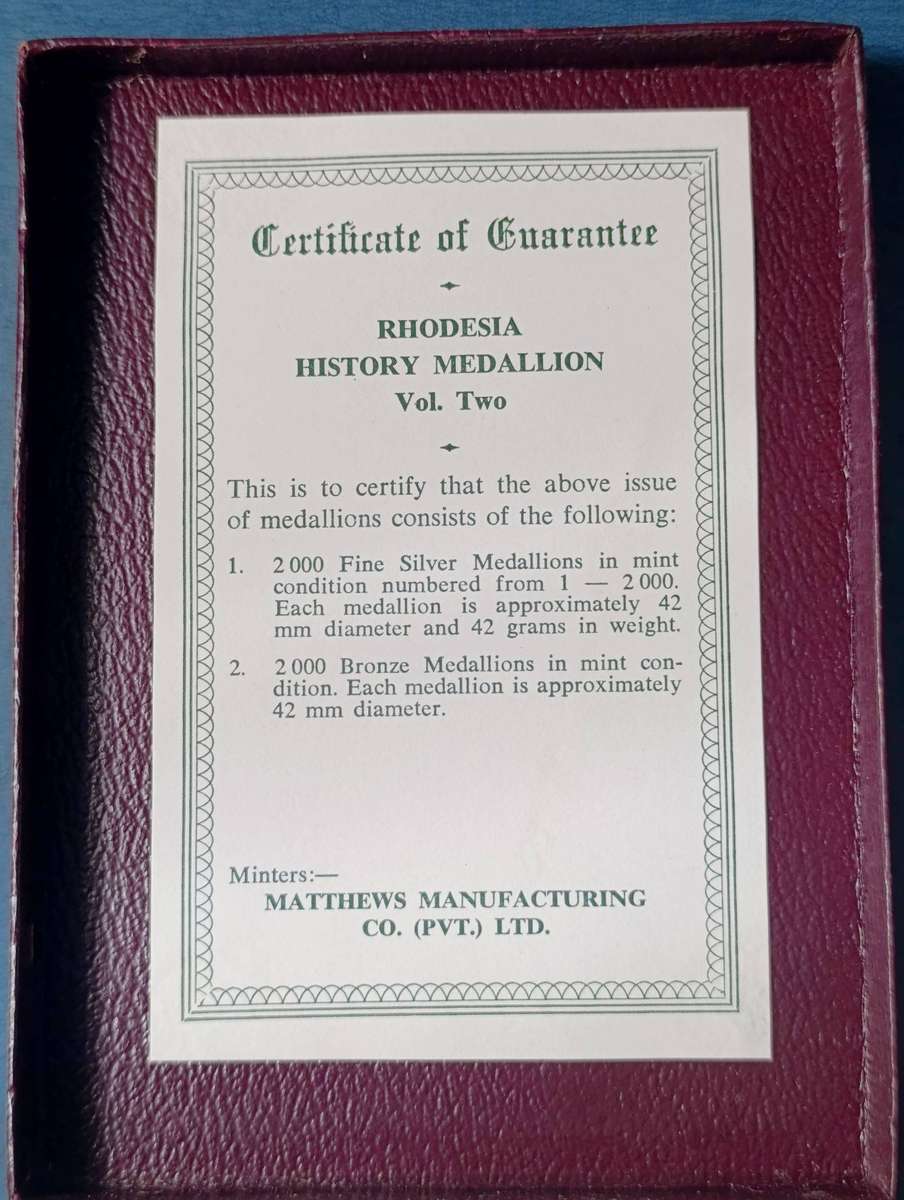 Certificate of Guarantee
RHODESIA
HISTORY MEDALLION
Vol. Two
This is to certify that the above issue
of medallions consists of the following:
1. 2 000 Fine Silver Medallions in mint
condition numbered from 1 — 2 000.
Each medallion is approximately 42
mm diameter and 42 grams in weight.
2. 2 000 Bronze Medallions in mint con-
dition. Each medallion is approximately
42 mm diameter.
Minters:—
MATTHEWS MANUFACTURING
CO. (PVT.) LTD.